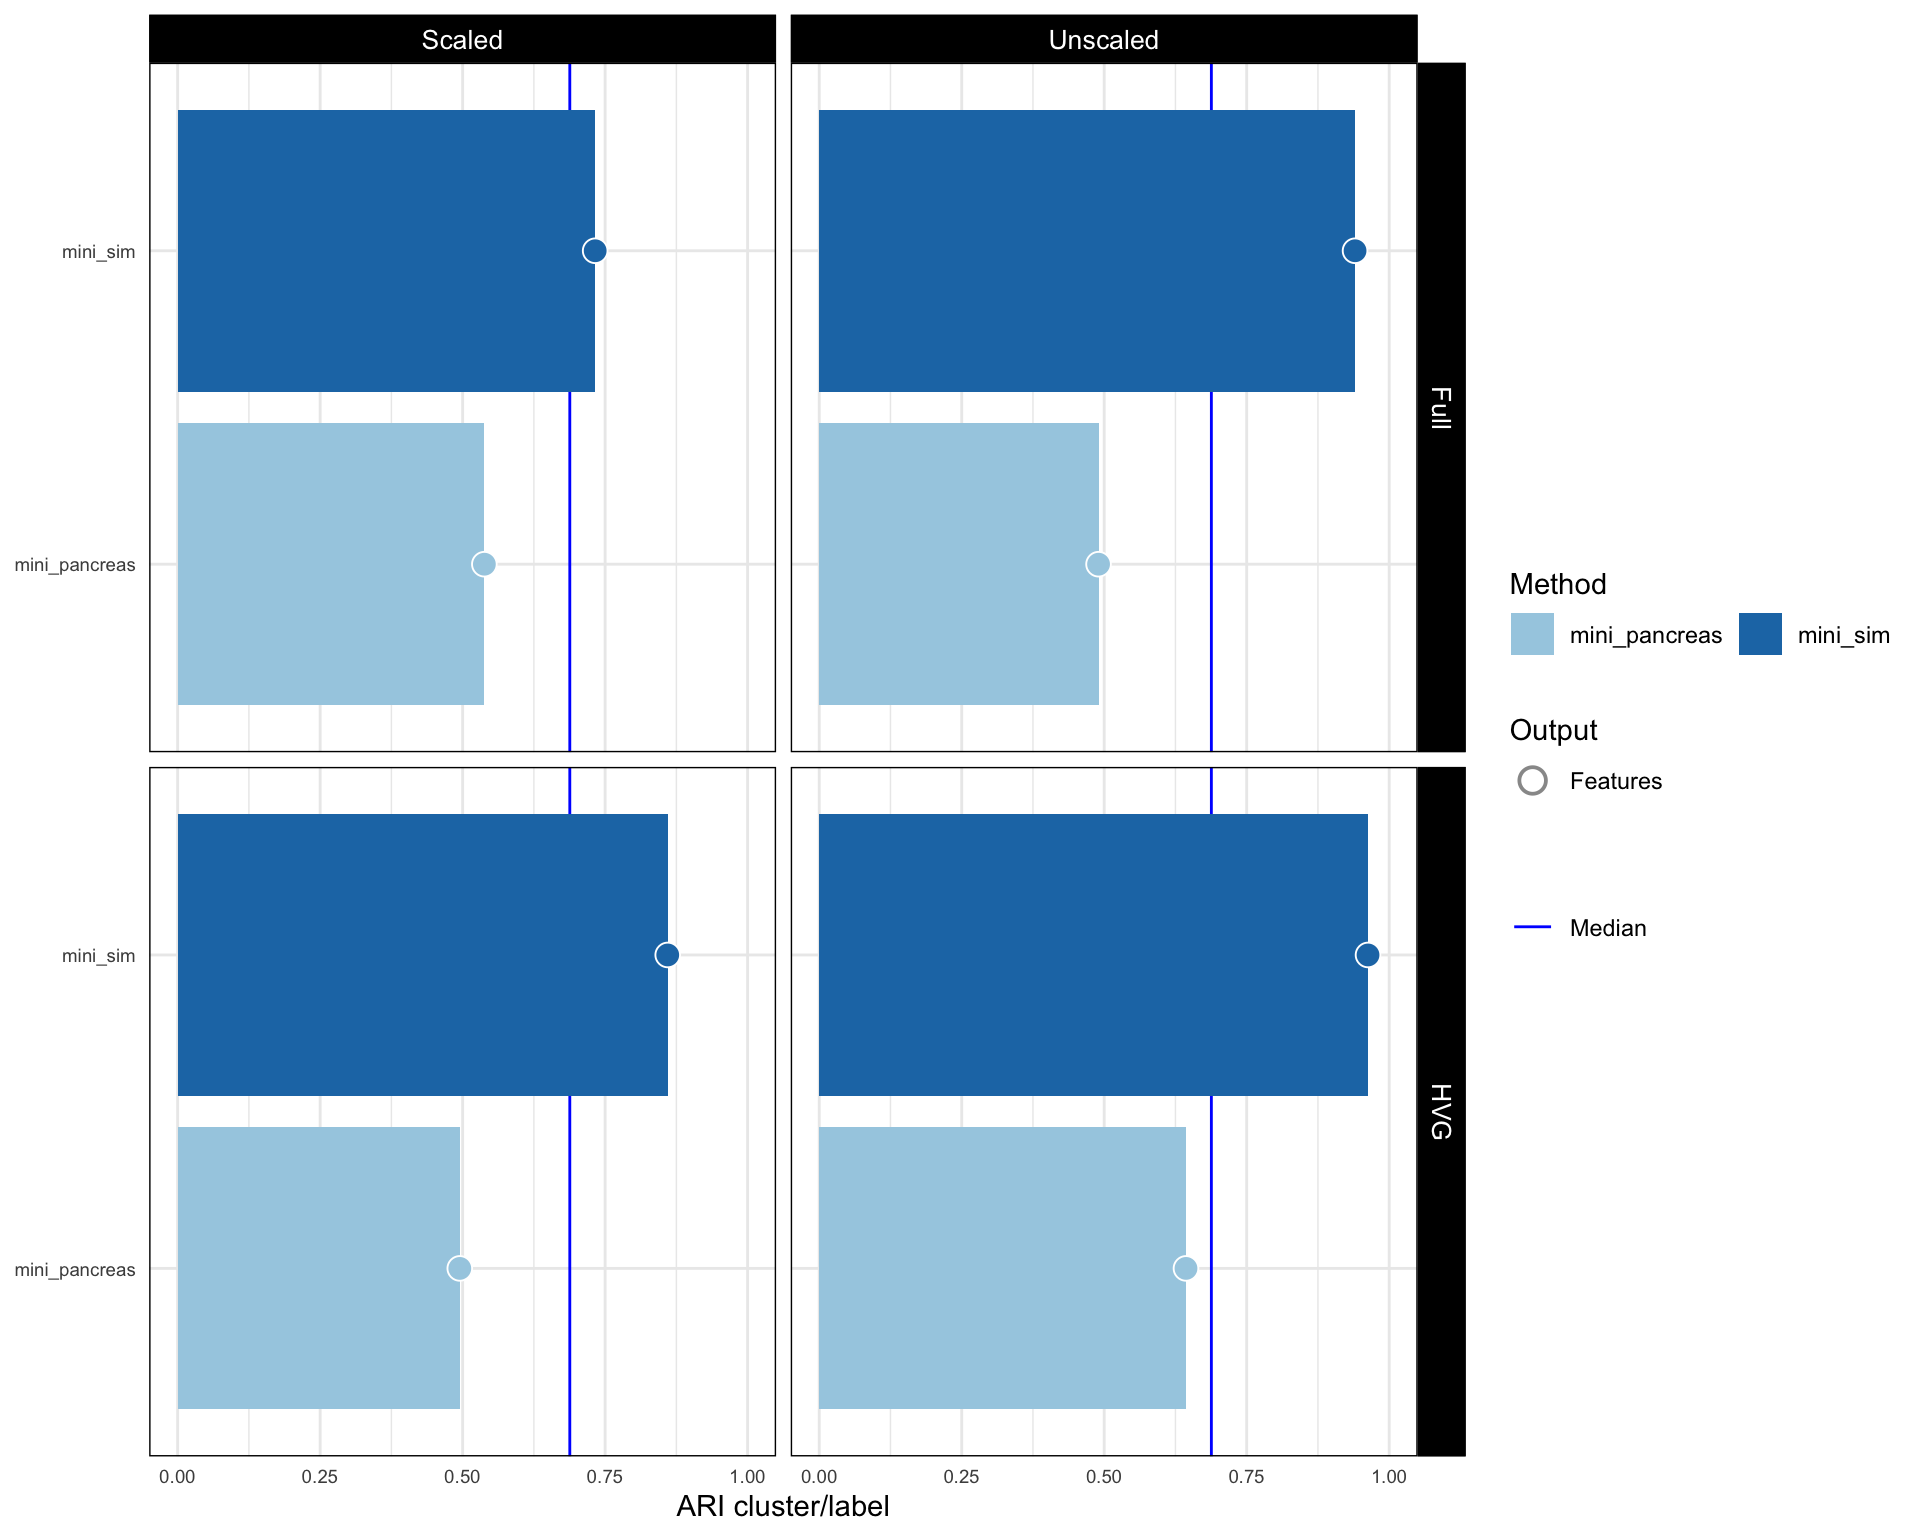 Scaled
Unscaled
mini_sim
mini_pancreas
Full
mini_sim
mini_pancreas
HVG
0.00 0.25 0.50 0.75 1.00
0.00 0.25 0.50 0.75 1.00
ARI cluster/label
Method
mini_pancreas mini_sim
Output
Features
Median